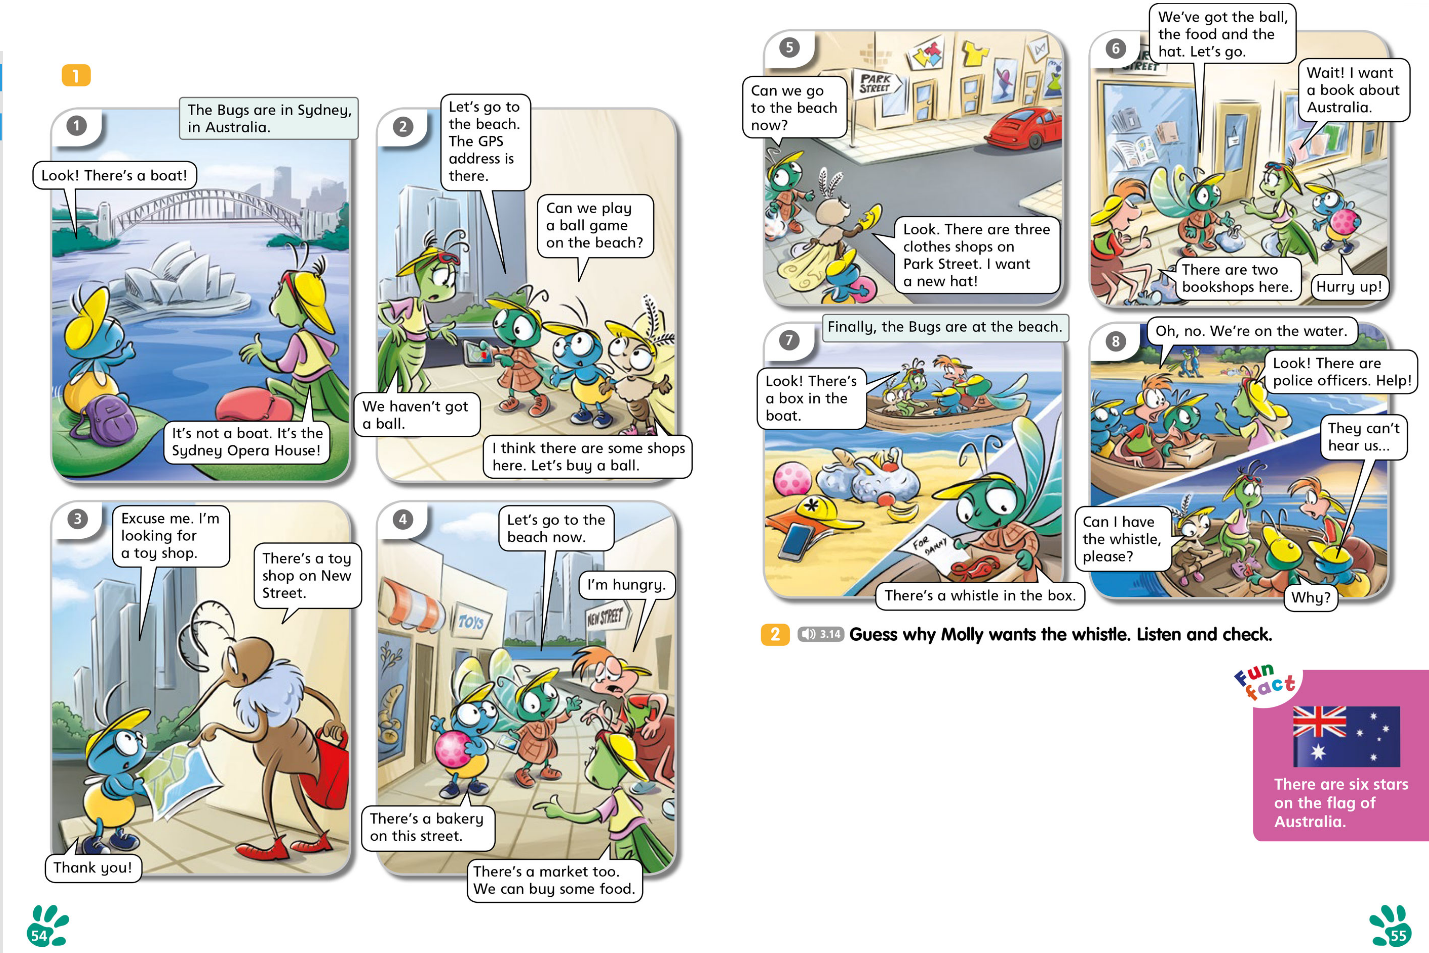 1
1
The Bugs are in Sydney,
in Australia.
Look! There's a boat!
It's not a boat. It's the
Sydney Opera House!
2
Let's go to
the beach.
The GPS
address is
there.
Can we play
a ball game
on the beach?
We haven't got
a ball.
I think there are some shops
here. Let's buy a ball.
3
Excuse me. I'm
looking for
a toy shop.
There's a toy
shop on New
Street.
Thank you!
4
Let's go to the
beach now.
I'm hungry.
TOYS
NEW STREET
There's a bakery
on this street.
There's a market too.
We can buy some food.
54
5
Can we go
to the beach
now?
PARK
STREET
Look. There are three
clothes shops on
Park Street. I want
a new hat!
6
We've got the ball,
the food and the
hat. Let's go.
STREET
Wait! I want
a book about
Australia.
There are two
bookshops here.
Hurry up!
7
Finally, the Bugs are at the beach.
Look! There's
a box in the
boat.
FOR
DANNY
There's a whistle in the box.
8
Oh, no. We're on the water.
Look! There are
police officers. Help!
They can't
hear us...
Can I have
the whistle,
please?
Why?
2 3.14 Guess why Molly wants the whistle. Listen and check.
Fun
fact
There are six stars
on the flag of
Australia.
55